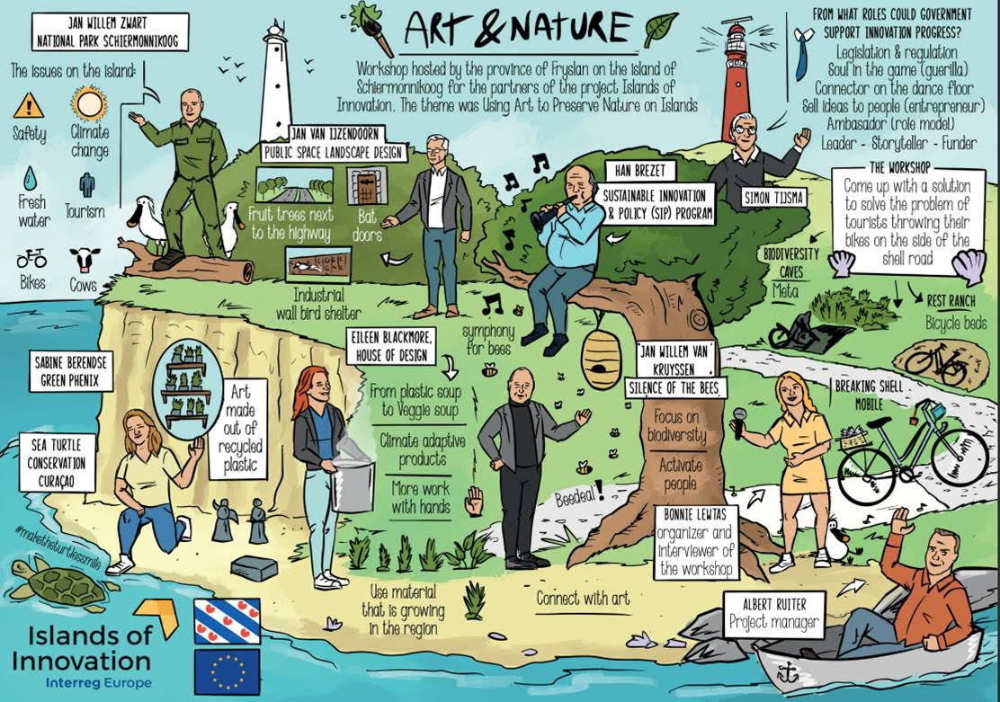 ART & NATURE
Workshop hosted by the province of Fryslan on the island of
Schiermonnikoog for the partners of the project Islands of
Innovation. The theme was Using Art to Preserve Nature on Islands
JAN WILLEM ZWART
NATIONAL PARK SCHIERMONNIKOOG
The issues on the island:
Safety
Climate
change
Fresh
water
Tourism
Bikes
Cows
JAN VAN IJZENDOORN
PUBLIC SPACE LANDSCAPE DESIGN
Fruit trees next
to the highway
Bat
doors
Industrial
wall bird shelter
HAN BREZET
SUSTAINABLE INNOVATION
& POLICY (SIP) PROGRAM
symphony
for bees
FROM WHAT ROLES COULD GOVERNMENT
SUPPORT INNOVATION PROGRESS?
Legislation & regulation
Soul in the game (guerilla)
Connector on the dance floor
Sell ideas to people (entrepreneur)
Ambasador (role model)
Leader - Storyteller - Funder
SIMON TIJSMA
THE WORKSHOP
Come up with a solution
to solve the problem of
tourists throwing their
bikes on the side of the
shell road
BIODIVERSITY
CAVES
Meta
REST RANCH
Bicycle beds
BREAKING SHELL
MOBILE
SABINE BERENDSE
GREEN PHENIX
Art
made
out of
recycled
plastic
SEA TURTLE
CONSERVATION
CURAÇAO
#maketheturtlessmile
EILEEN BLACKMORE,
HOUSE OF DESIGN
From plastic soup
to Veggie soup
Climate adaptive
products
More work
with hands
Use material
that is growing
in the region
JAN WILLEM VAN
KRUYSSEN
SILENCE OF THE BEES
Focus on
biodiversity
Activate
people
Beedeal!
Connect with art
BONNIE LEWTAS
organizer and
interviewer of
the workshop
ALBERT RUITER
Project manager
Islands of
Innovation
Interreg Europe